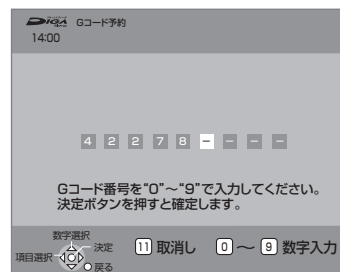 DIGA Gコード予約
14:00
4 2 2 7 8 - - - -
Gコード番号を“0”～“9”で入力してください。
決定ボタンを押すと確定します。
数字選択
項目選択 決定
戻る
11 取消し 0 ～ 9 数字入力